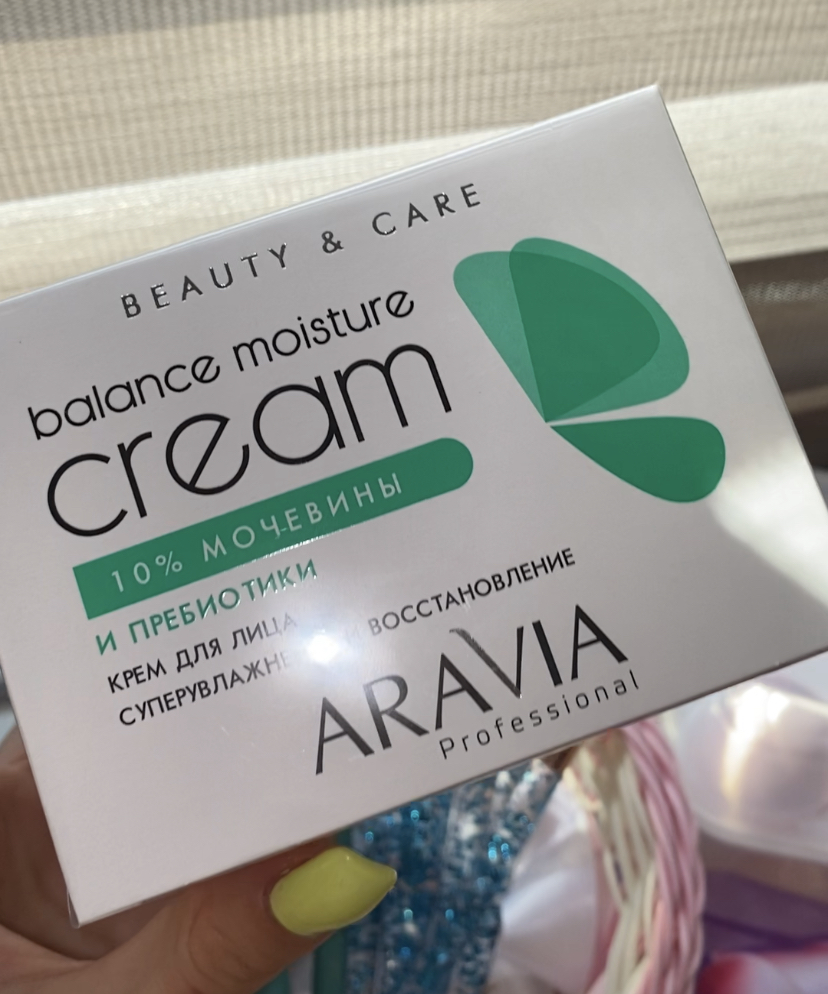 BEAUTY & CARE
balance moisture
cream
10% МОЧЕВИНЫ
И ПРЕБИОТИКИ
КРЕМ ДЛЯ ЛИЦА
И ВОССТАНОВЛЕНИЕ
ARAVIA
Professional